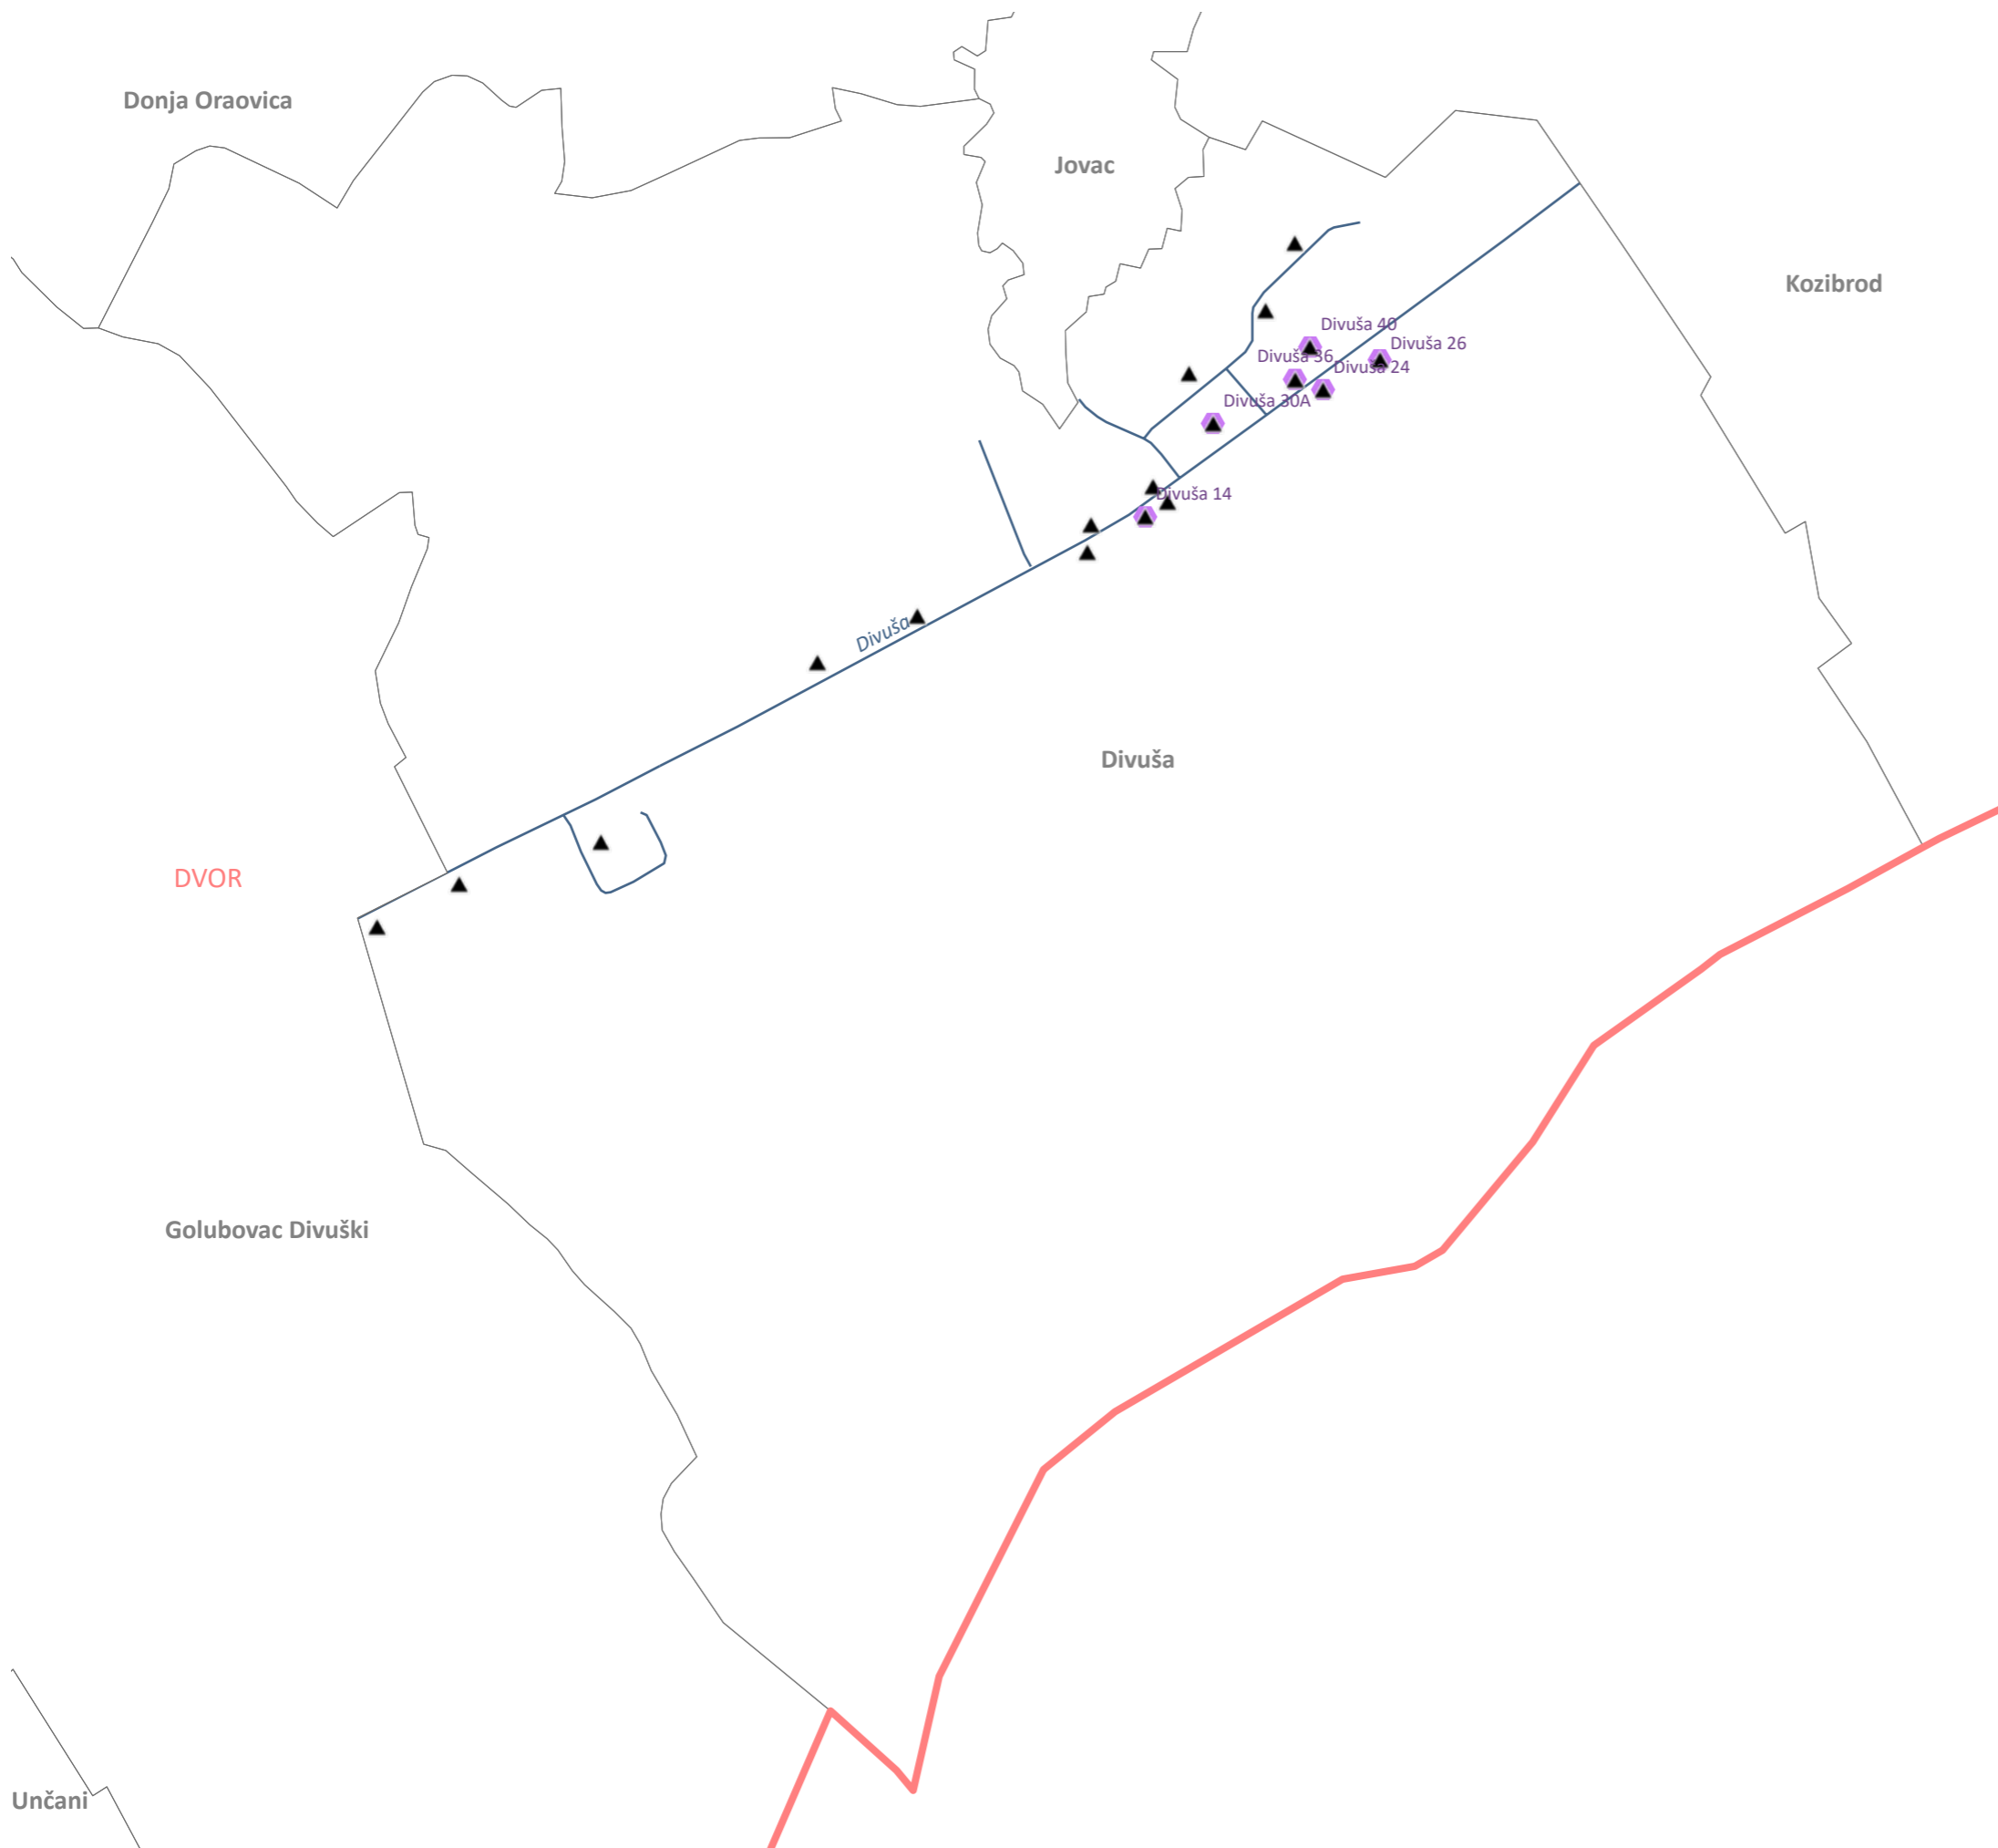 Donja Oraovica
Jovac
Kozibrod
Divuša 40
Divuša 26
Divuša 36
Divuša 24
Divuša 30A
Divuša 14
Divuša
Divuša
DVOR
Golubovac Divuški
Unčani